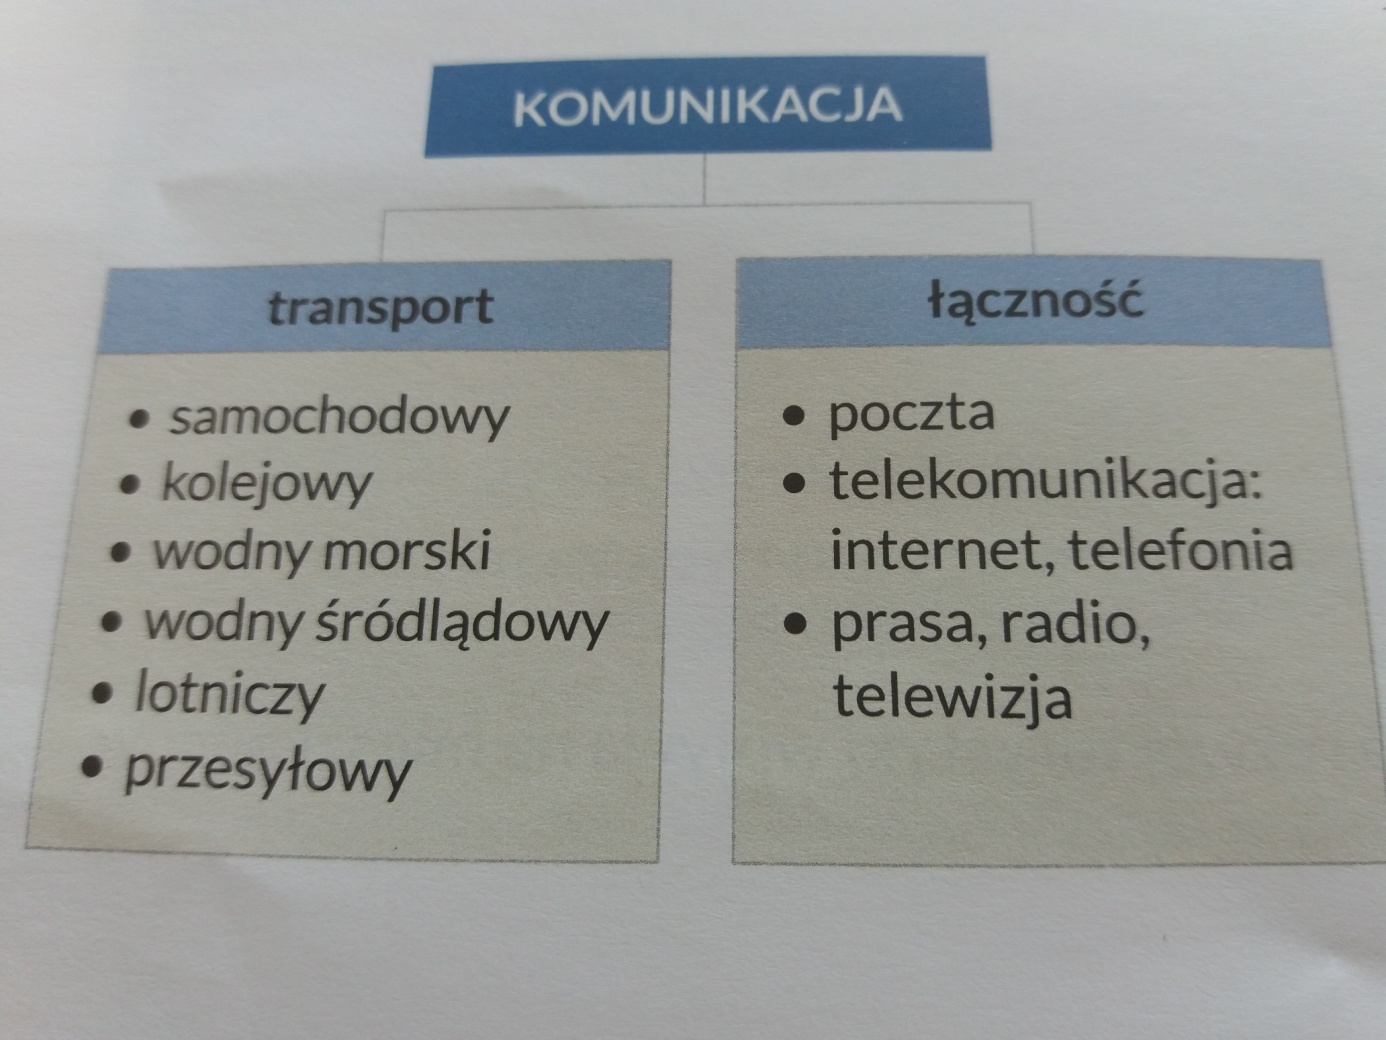 KOMUNIKACJA
transport
• samochodowy
• kolejowy
• wodny morski
• wodny śródlądowy
• lotniczy
• przesyłowy
łączność
• poczta
• telekomunikacja:
internet, telefonia
• prasa, radio,
telewizja